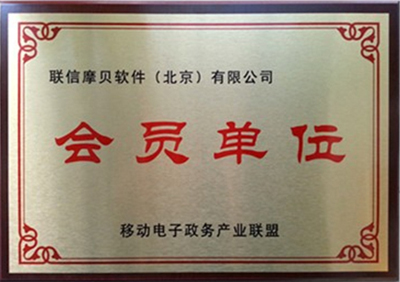 联信摩贝软件（北京）有限公司
会员单位
移动电子政务产业联盟